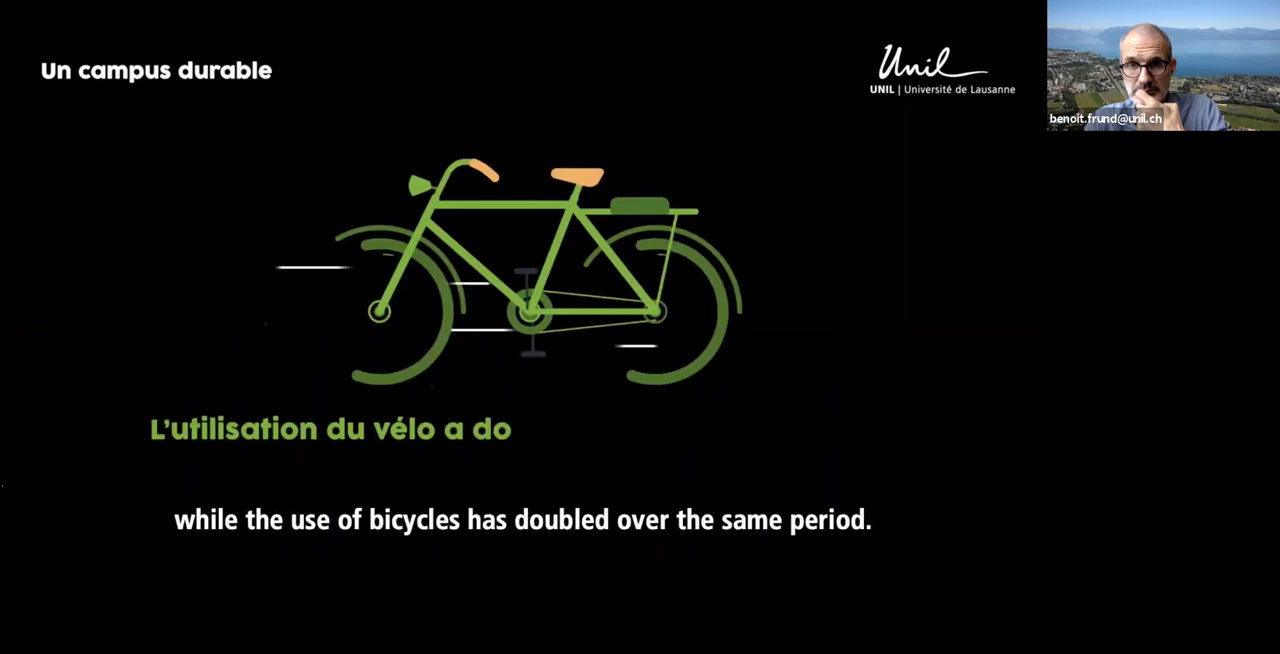 Un campus durable
Unil
UNIL | Université de Lausanne
benoit.frund@unil.ch
L'utilisation du vélo a do
while the use of bicycles has doubled over the same period.